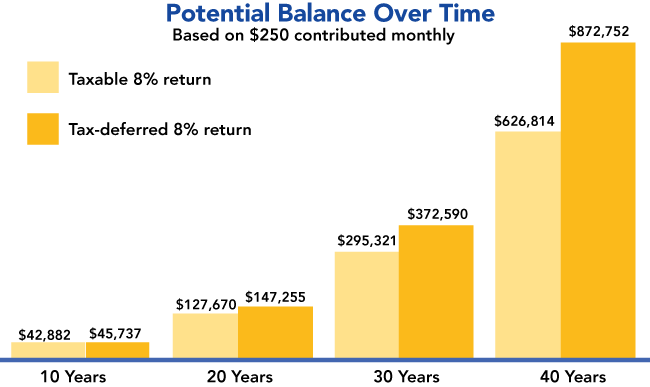 Potential Balance Over Time
Based on $250 contributed monthly
Taxable 8% return
Tax-deferred 8% return
$42,882
$45,737
$127,670
$147,255
$295,321
$372,590
$626,814
$872,752
10 Years
20 Years
30 Years
40 Years